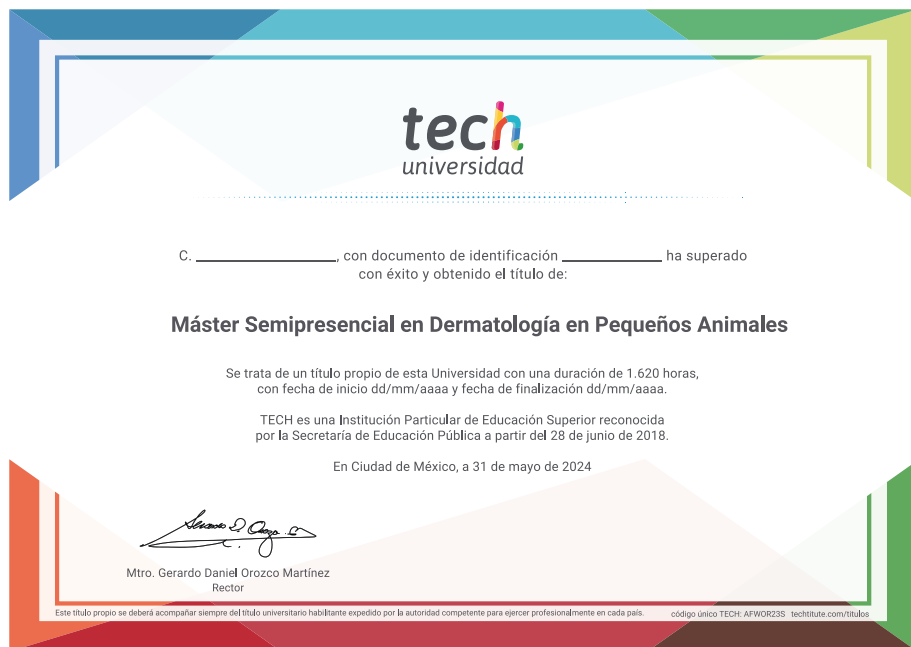 tech
universidad
C. ____________________, con documento de identificación ______________ ha superado
con éxito y obtenido el título de:
Máster Semipresencial en Dermatología en Pequeños Animales
Se trata de un título propio de esta Universidad con una duración de 1.620 horas,
con fecha de inicio dd/mm/aaaa y fecha de finalización dd/mm/aaaa.
TECH es una Institución Particular de Educación Superior reconocida
por la Secretaría de Educación Pública a partir del 28 de junio de 2018.
En Ciudad de México, a 31 de mayo de 2024
Mtro. Gerardo Daniel Orozco Martínez
Rector
Este título propio se deberá acompañar siempre del título universitario habilitante expedido por la autoridad competente para ejercer profesionalmente en cada país. código único TECH: AFWOR23S techtitute.com/titulos